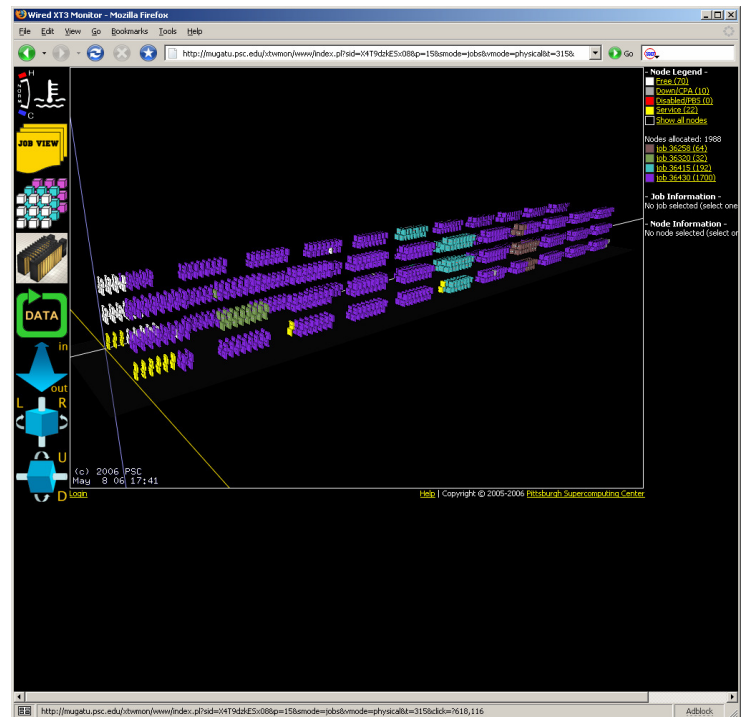 Wired XT3 Monitor - Mozilla Firefox
File Edit View Go Bookmarks Tools Help
http://mugatu.psc.edu/xtwmon/www/index.pl?sid=X4T9dzkESx08&p=15&smode=jobs&vmode=physical&t=315&
Go
H
C
JOB VIEW
DATA
in
out
L R
U
D
- Node Legend -
Free (70)
Down/CPA (10)
Disabled/PBS (0)
Service (22)
Show all nodes
Nodes allocated: 1988
job 36258 (64)
job 36320 (32)
job 36415 (192)
job 36430 (1700)
- Job Information -
No job selected (select one
- Node Information -
No node selected (select or
(c) 2006 PSC
May 8 06 17:41
Login
Help | Copyright © 2005-2006 Pittsburgh Supercomputing Center
http://mugatu.psc.edu/xtwmon/www/index.pl?sid=X4T9dzkESx08&p=15&smode=jobs&vmode=physical&t=315&click=?618,116
Adblock